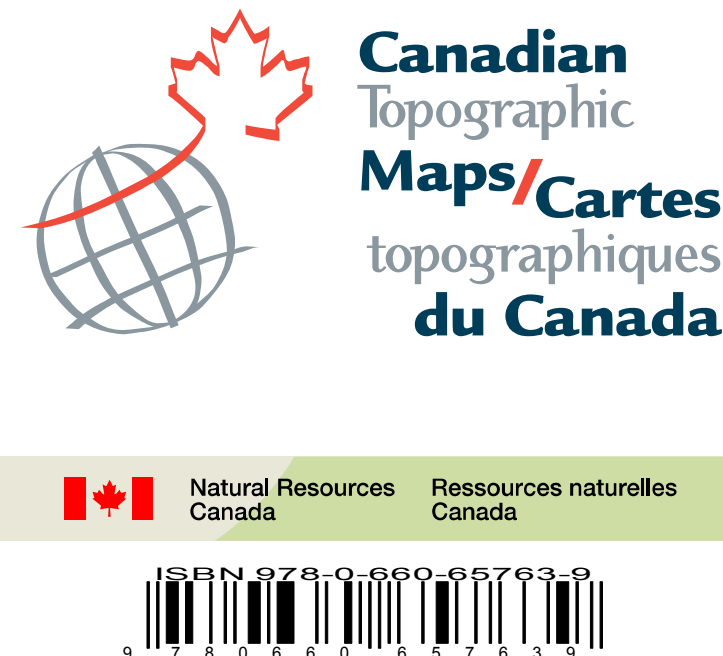 Canadian
Topographic
Maps/Cartes
topographiques
du Canada
Natural Resources
Canada
Ressources naturelles
Canada
ISBN 978-0-660-65763-9
9 780660 657639